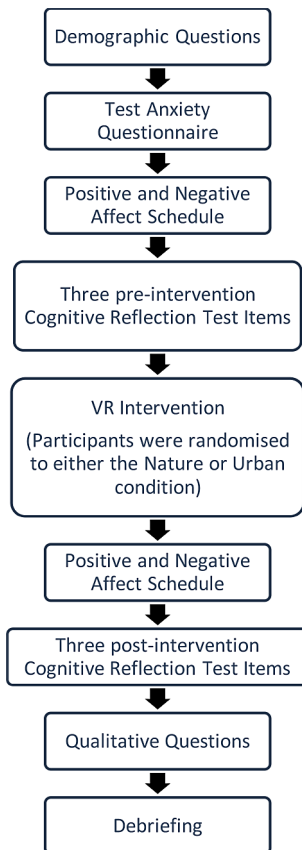 Demographic Questions
Test Anxiety
Questionnaire
Positive and Negative
Affect Schedule
Three pre-intervention
Cognitive Reflection Test Items
VR Intervention
(Participants were randomised
to either the Nature or Urban
condition)
Positive and Negative
Affect Schedule
Three post-intervention
Cognitive Reflection Test Items
Qualitative Questions
Debriefing